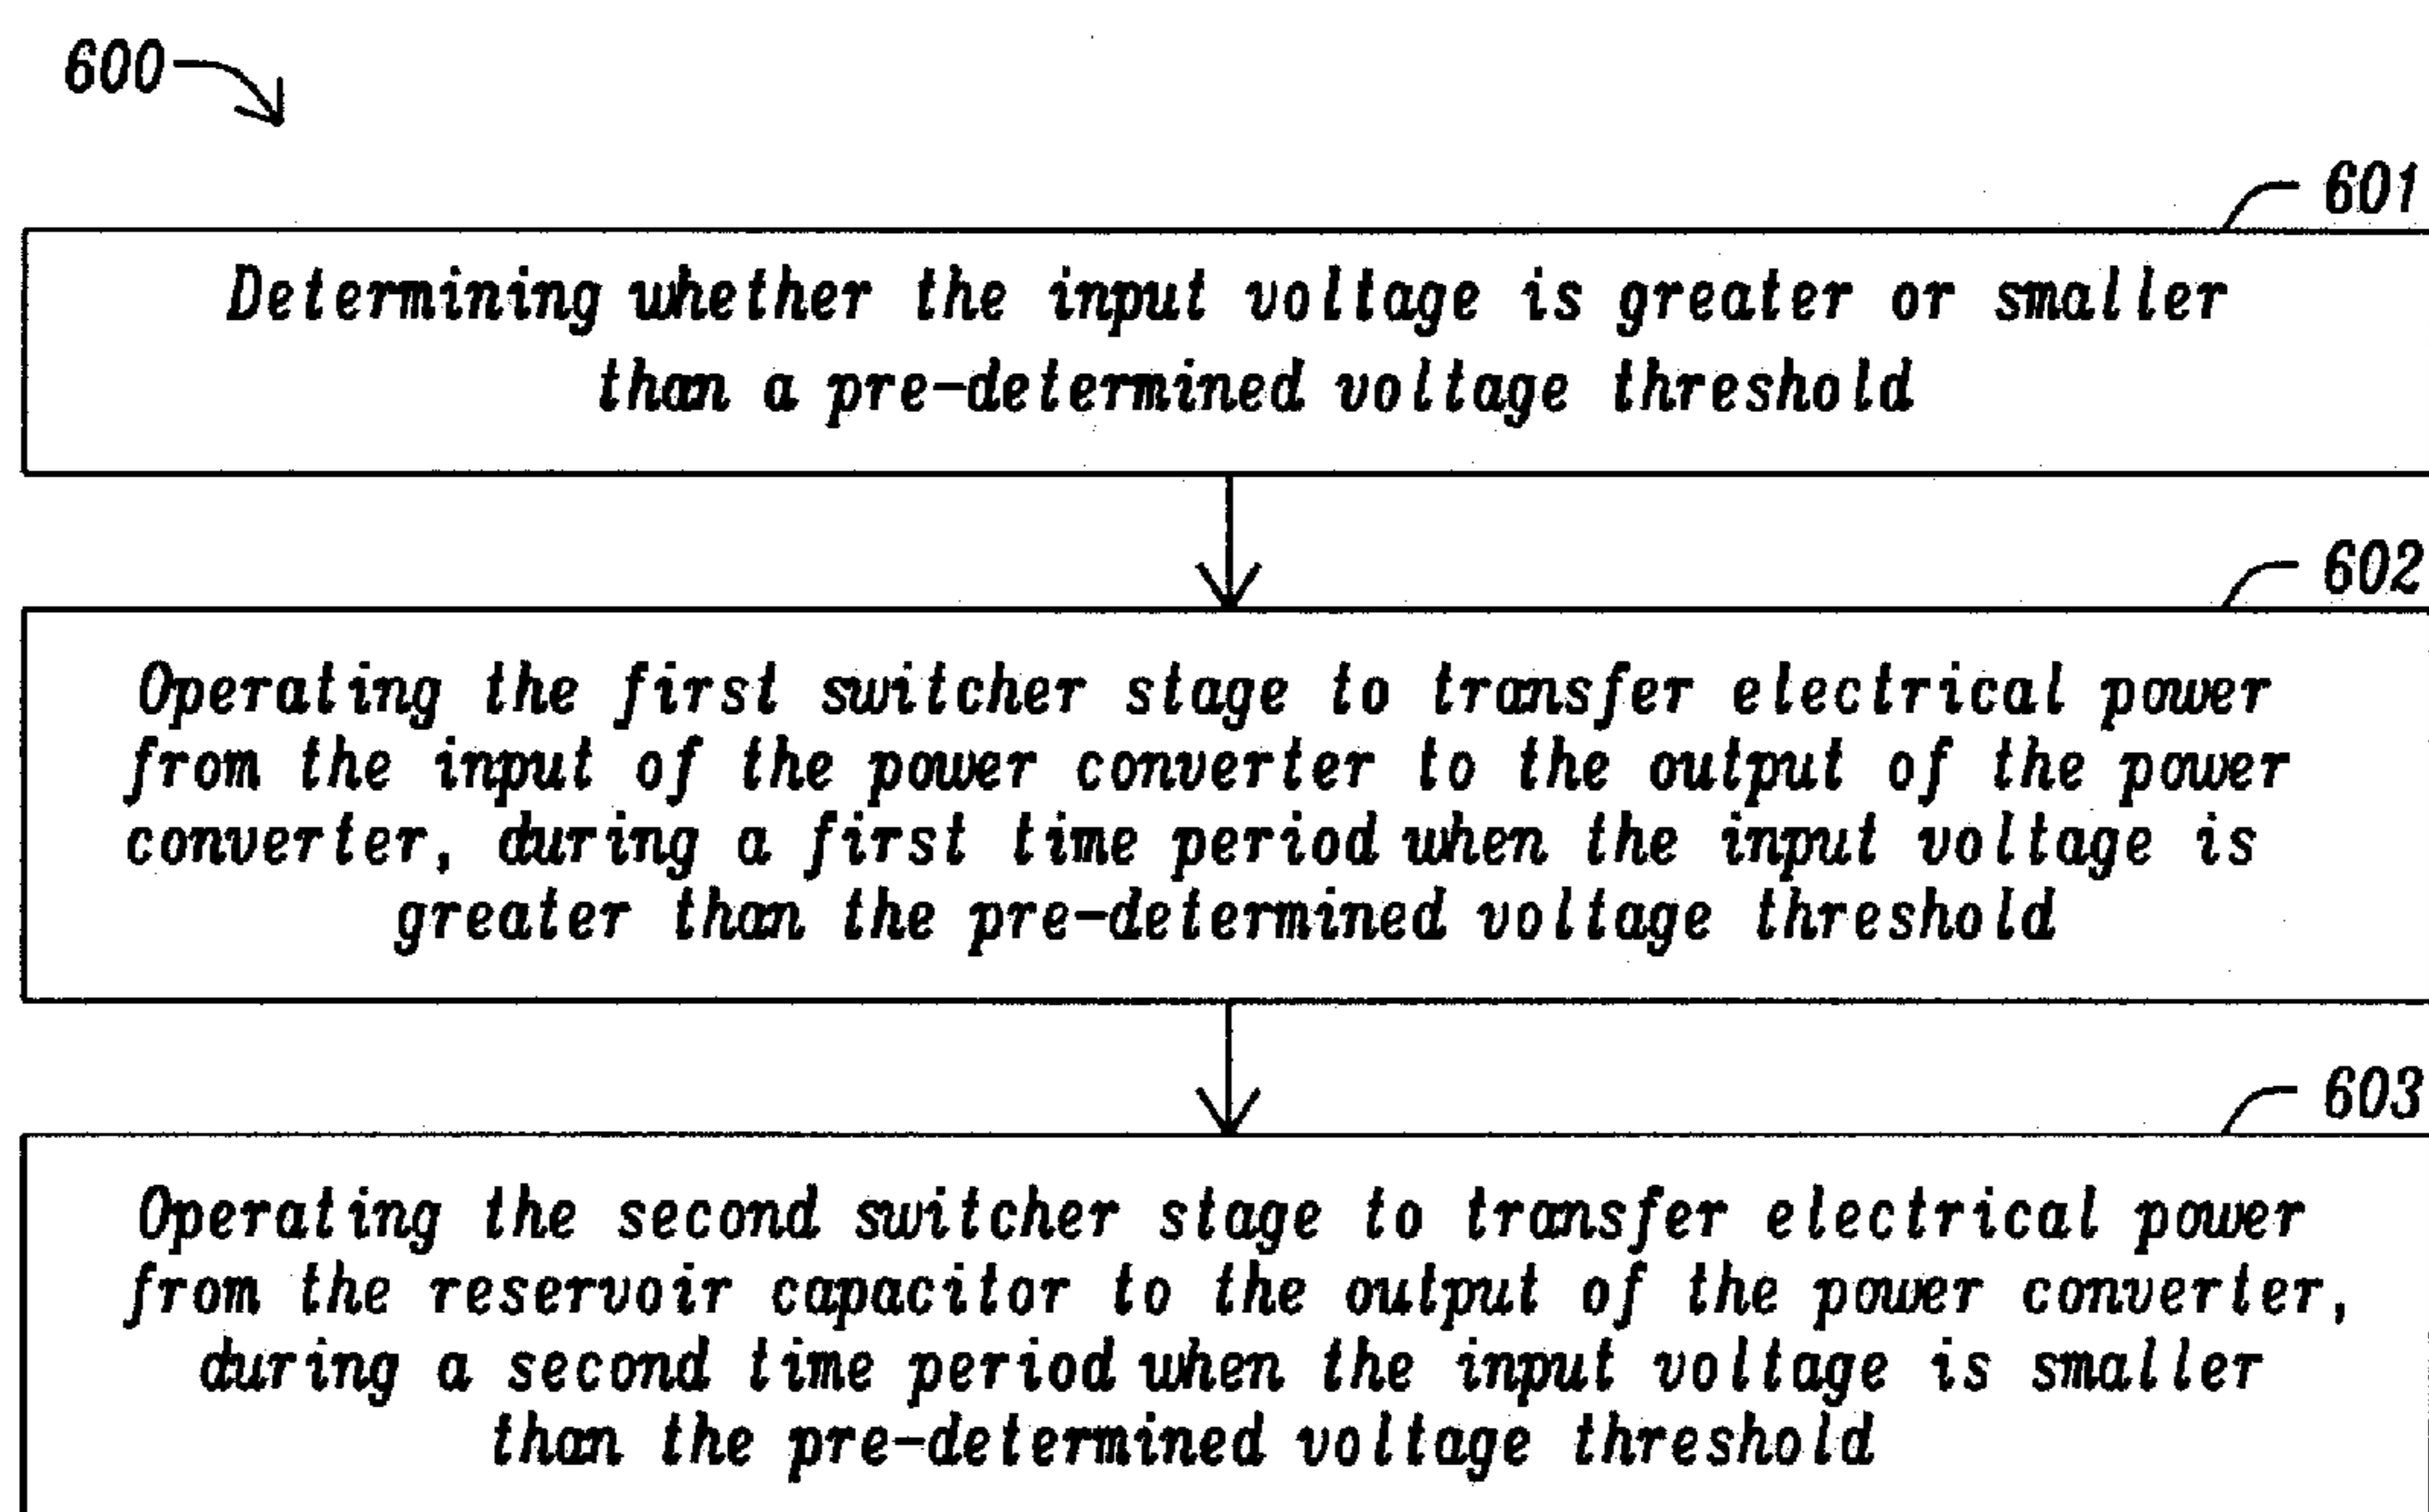 600
601
Determining whether the input voltage is greater or smaller
than a pre-determined voltage threshold
602
Operating the first switcher stage to transfer electrical power
from the input of the power converter to the output of the power
converter, during a first time period when the input voltage is
greater than the pre-determined voltage threshold
603
Operating the second switcher stage to transfer electrical power
from the reservoir capacitor to the output of the power converter,
during a second time period when the input voltage is smaller
than the pre-determined voltage threshold